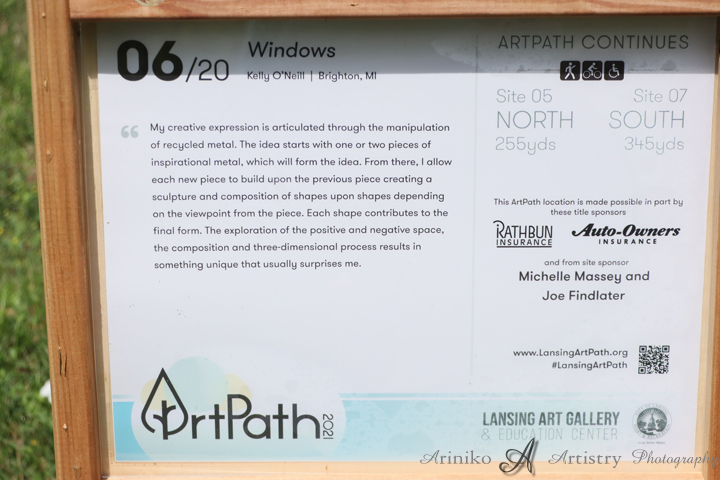 06/20
Windows
Kelly O'Neill | Brighton, MI
“
My creative expression is articulated through the manipulation
of recycled metal. The idea starts with one or two pieces of
inspirational metal, which will form the idea. From there, I allow
each new piece to build upon the previous piece creating a
sculpture and composition of shapes upon shapes depending
on the viewpoint from the piece. Each shape contributes to the
final form. The exploration of the positive and negative space,
the composition and three-dimensional process results in
something unique that usually surprises me.
ARTPATH CONTINUES
Site 05
NORTH
255yds
Site 07
SOUTH
345yds
This ArtPath location is made possible in part by
these title sponsors
RATHBUN
INSURANCE
Auto-Owners
INSURANCE
and from site sponsor
Michelle Massey and
Joe Findlater
www.LansingArtPath.org
#LansingArtPath
ArtPath 2021
LANSING ART GALLERY
& EDUCATION CENTER
Ariniko A Artistry Photography